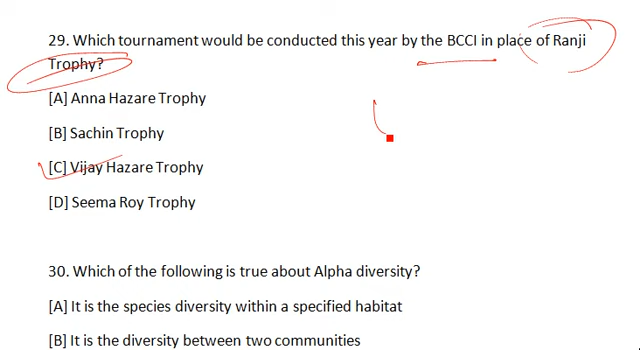 29. Which tournament would be conducted this year by the BCCI in place of Ranji
Trophy?
[A] Anna Hazare Trophy
[B] Sachin Trophy
[C] Vijay Hazare Trophy
[D] Seema Roy Trophy
30. Which of the following is true about Alpha diversity?
[A] It is the species diversity within a specified habitat
[B] It is the diversity between two communities